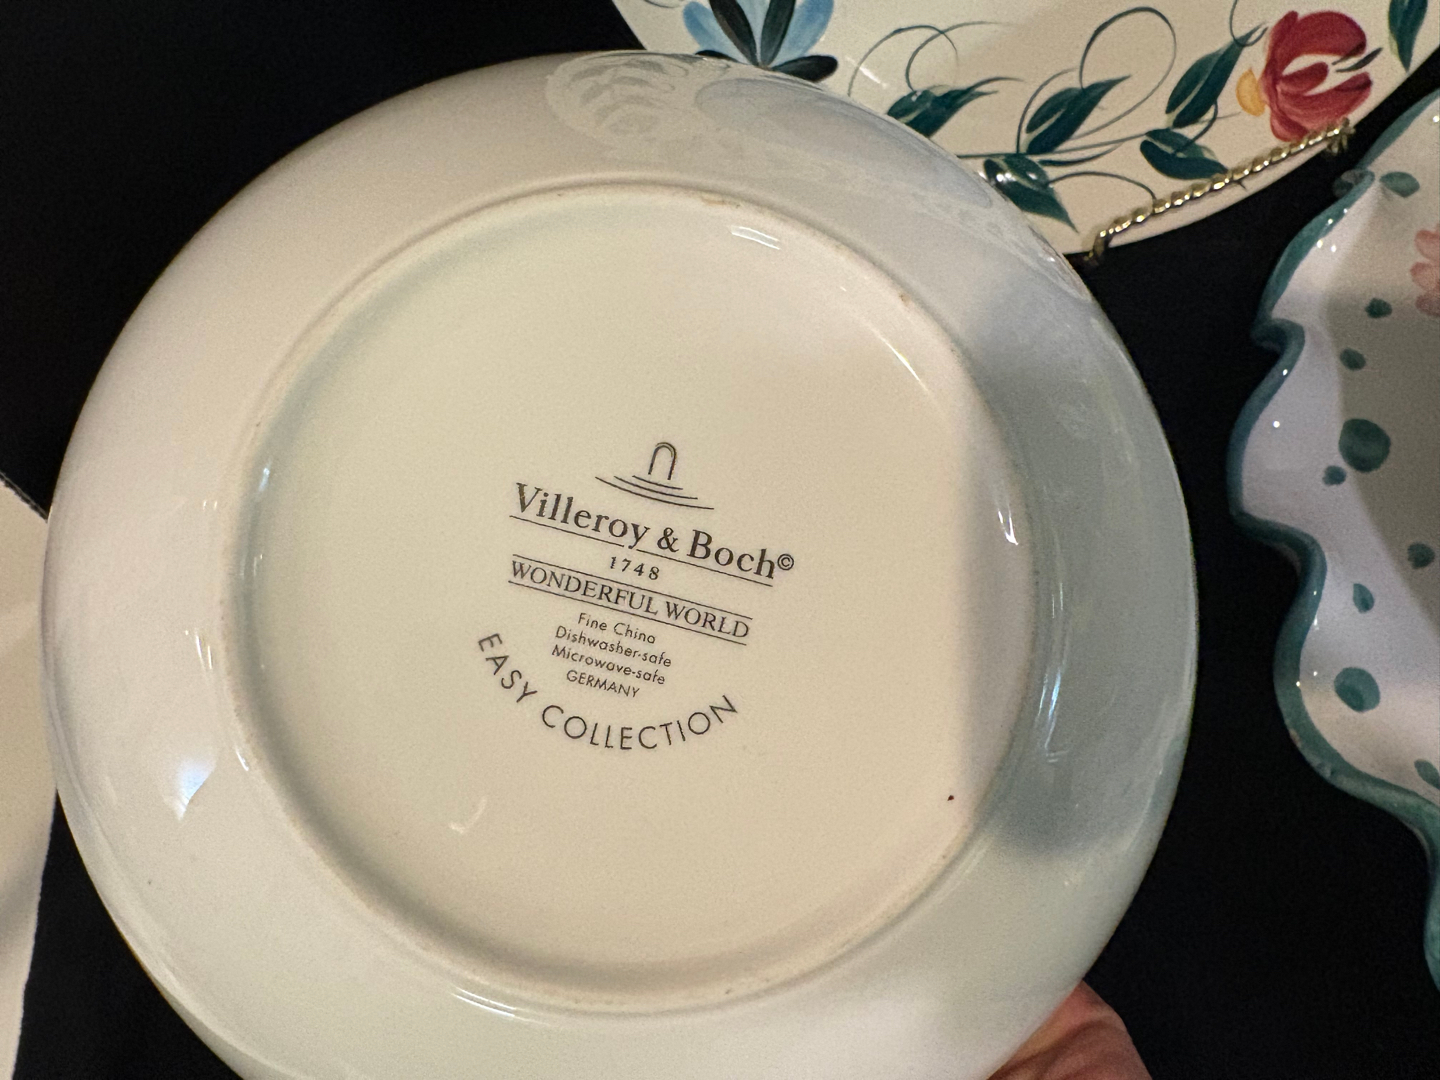 Villeroy & Boch©
1748
WONDERFUL WORLD
Fine China
Dishwasher-safe
Microwave-safe
GERMANY
EASY COLLECTION